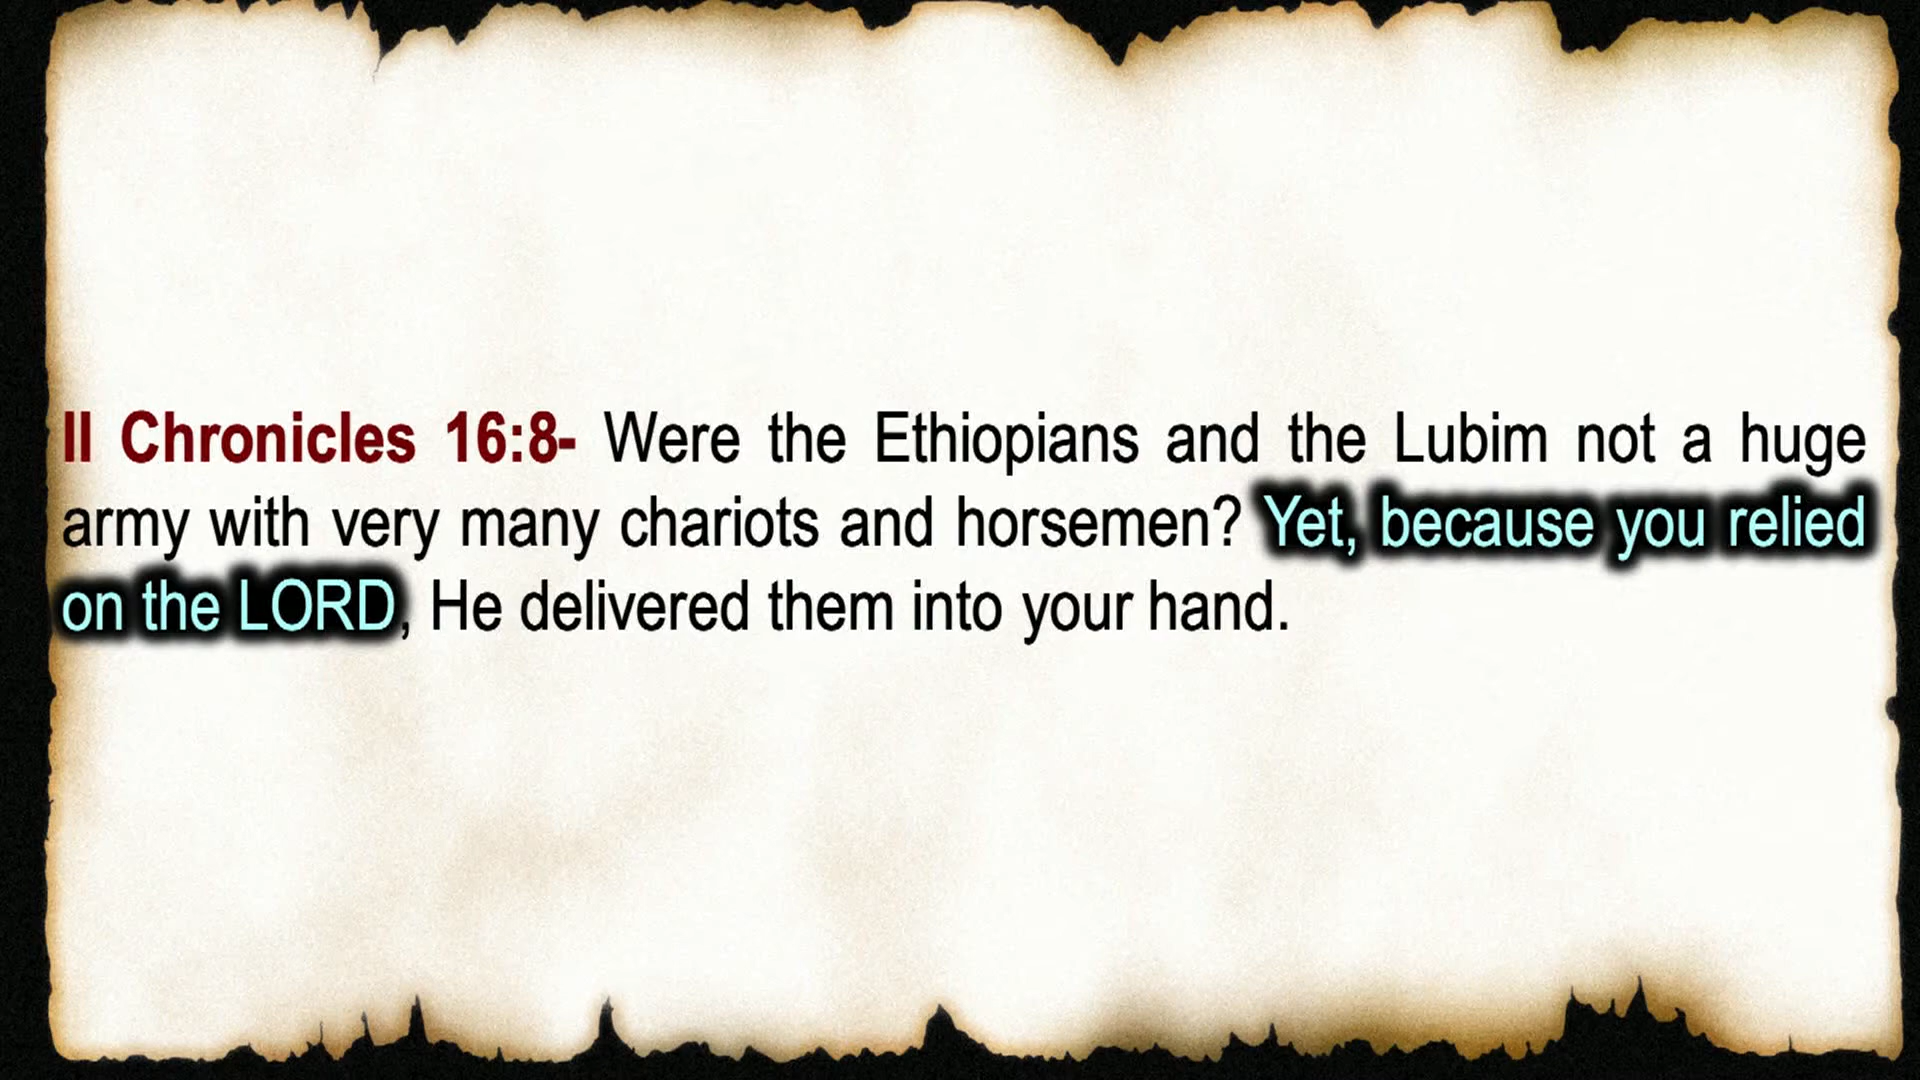 II Chronicles 16:8- Were the Ethiopians and the Lubim not a huge
army with very many chariots and horsemen? Yet, because you relied
on the LORD, He delivered them into your hand.